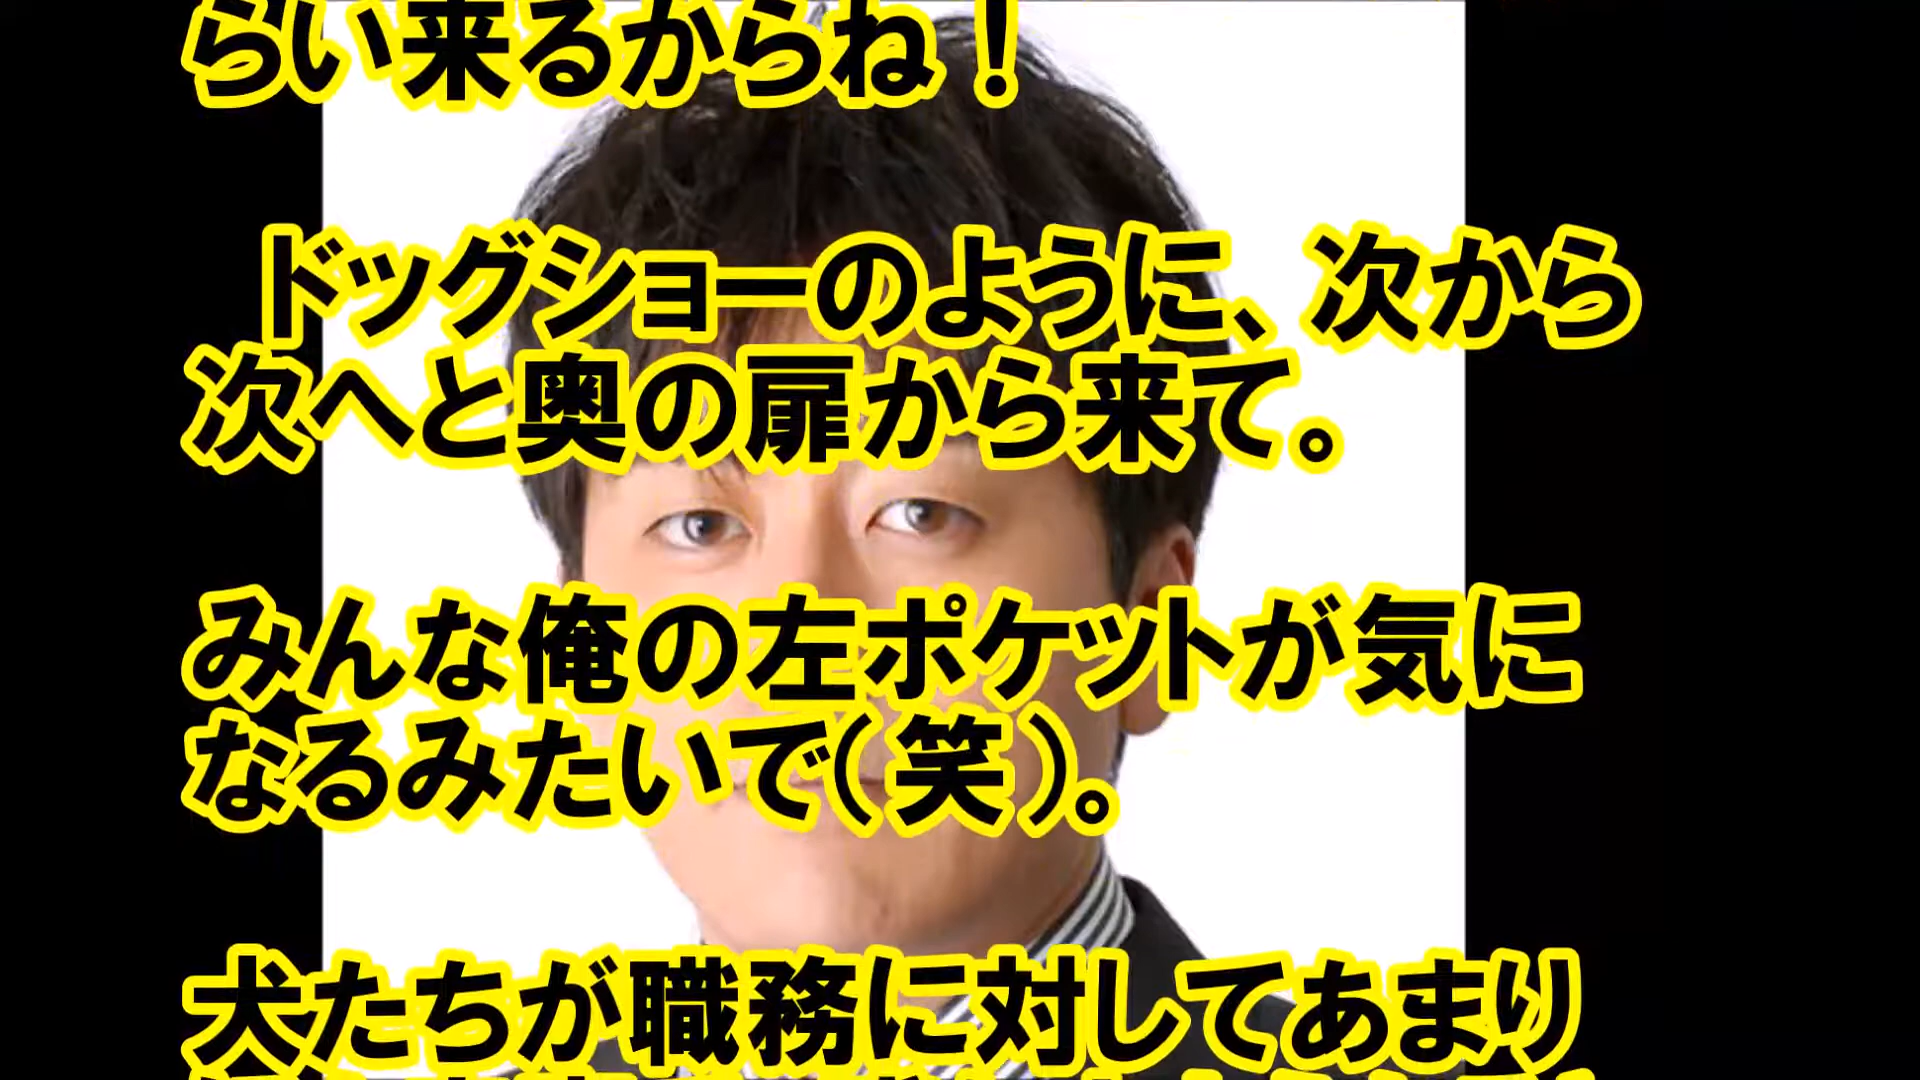 らい来るからね！
ドッグショーのように、次から
次へと奥の扉から来て。
みんな俺の左ポケットが気に
なるみたいで（笑）。
犬たちが職務に対してあまり